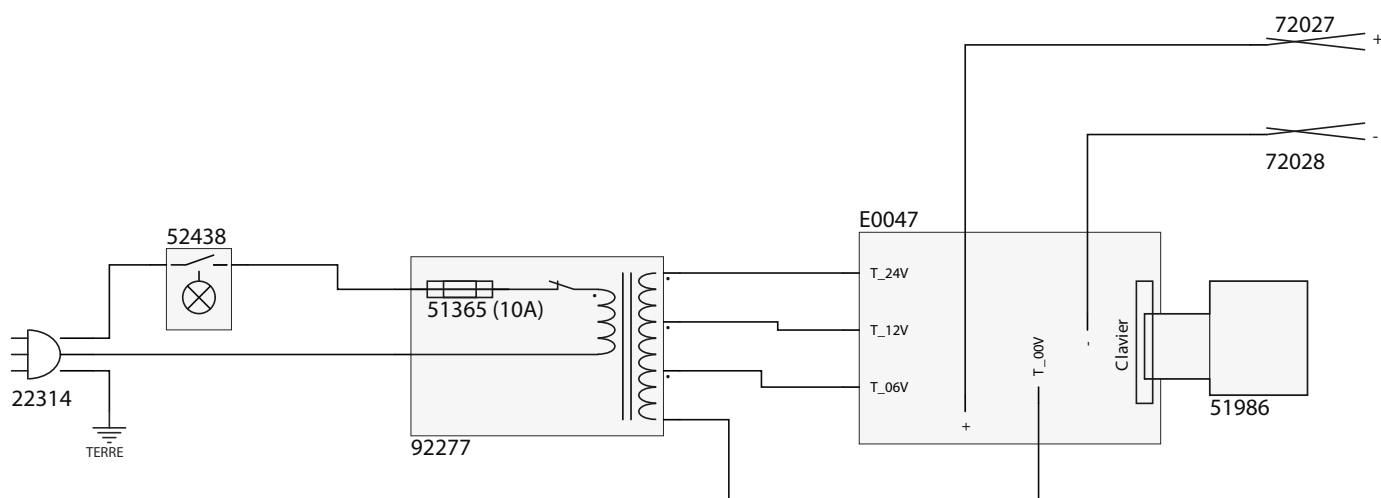 72027
+
-
72028
E0047
52438
T_24V
51365 (10A)
T_12V
Clavier
T_00V
-
T_06V
22314
51986
+
92277
TERRE